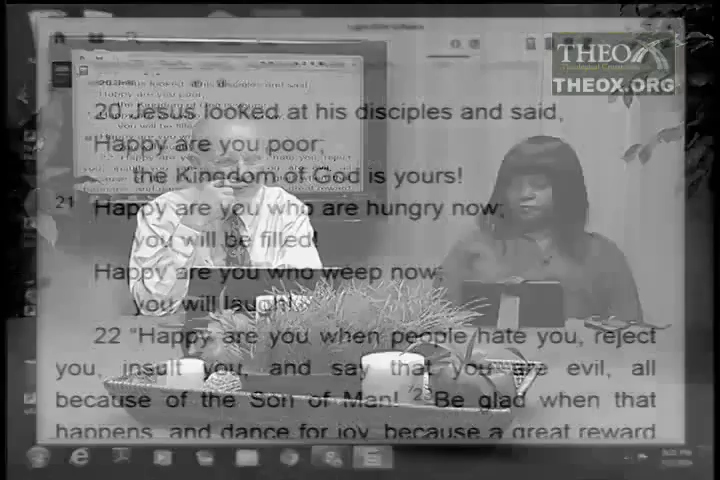 THEOX
THEOX.ORG
20 Jesus looked at his disciples and said,
"Happy are you poor;
the Kingdom of God is yours!
21 Happy are you who are hungry now;
you will be filled!
Happy are you who weep now;
you will laugh!
22 "Happy are you when people hate you, reject
you, insult you, and say that you are evil, all
because of the Son of Man! 23 Be glad when that
happens, and dance for joy, because a great reward